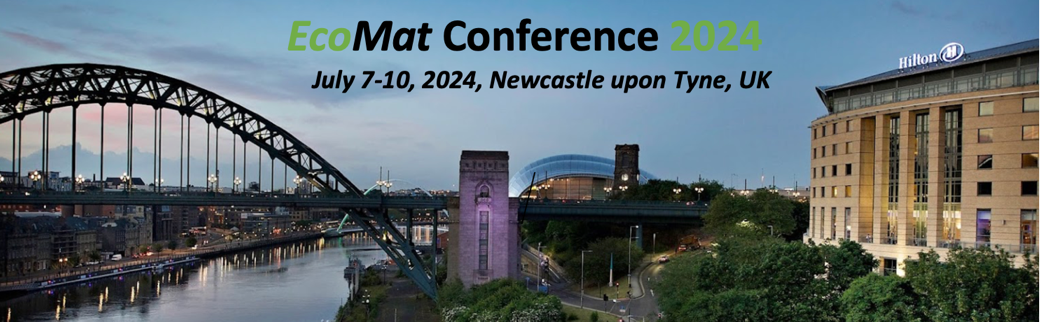 EcoMat Conference 2024
July 7-10, 2024, Newcastle upon Tyne, UK
Hilton